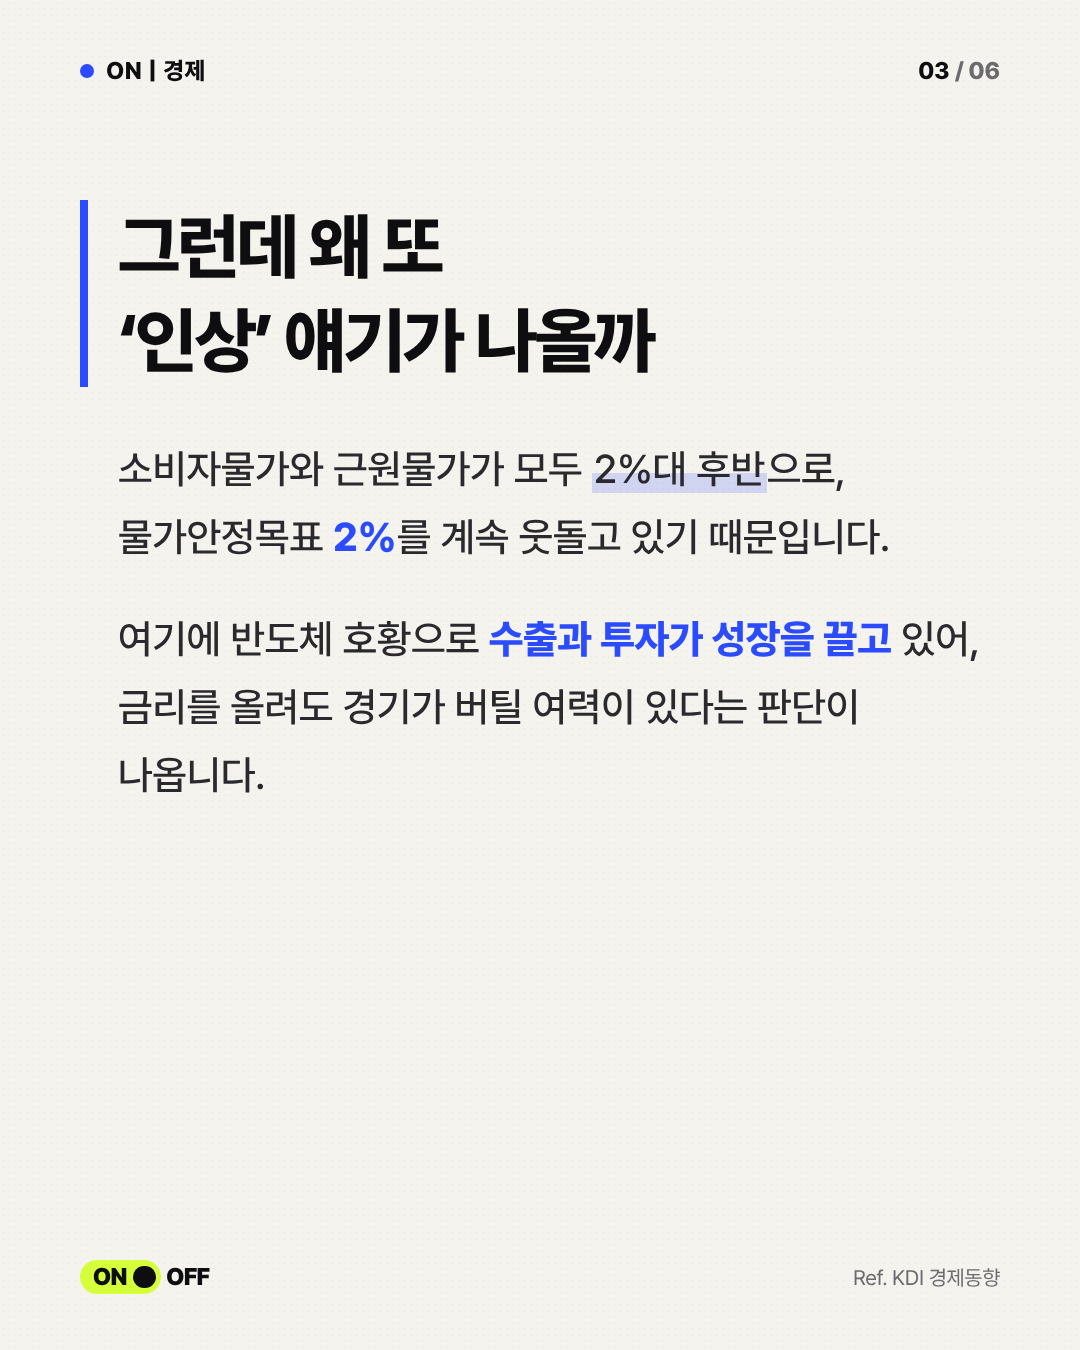 ON | 경제
03 / 06
그런데 왜 또
‘인상’ 얘기가 나올까
소비자물가와 근원물가가 모두 2%대 후반으로,
물가안정목표 2%를 계속 웃돌고 있기 때문입니다.
여기에 반도체 호황으로 수출과 투자가 성장을 끌고 있어,
금리를 올려도 경기가 버틸 여력이 있다는 판단이
나옵니다.
ON OFF
Ref. KDI 경제동향